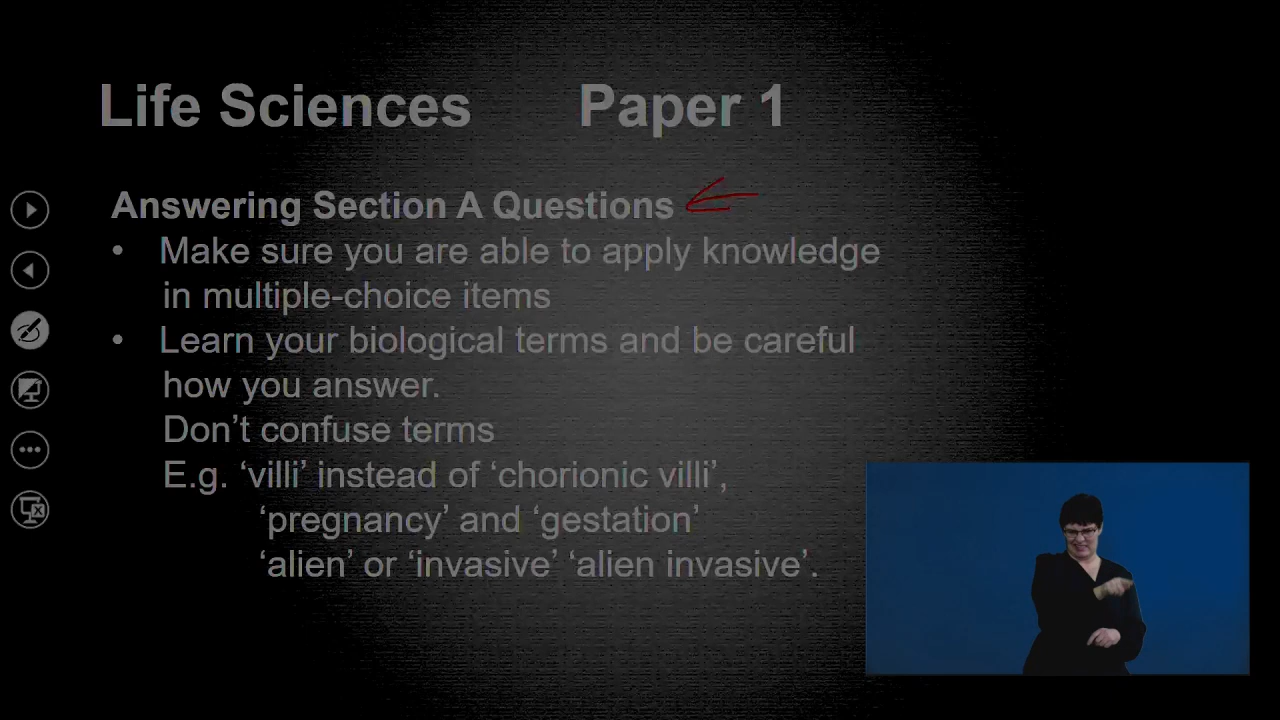 Life Sciences Paper 1
Answering Section A Questions
• Make sure you are able to apply knowledge
in multiple-choice items
• Learn your biological terms and be careful
how you answer.
Don’t confuse terms
E.g. ‘villi’ instead of ‘chorionic villi’,
‘pregnancy’ and ‘gestation’
‘alien’ or ‘invasive’ ‘alien invasive’.